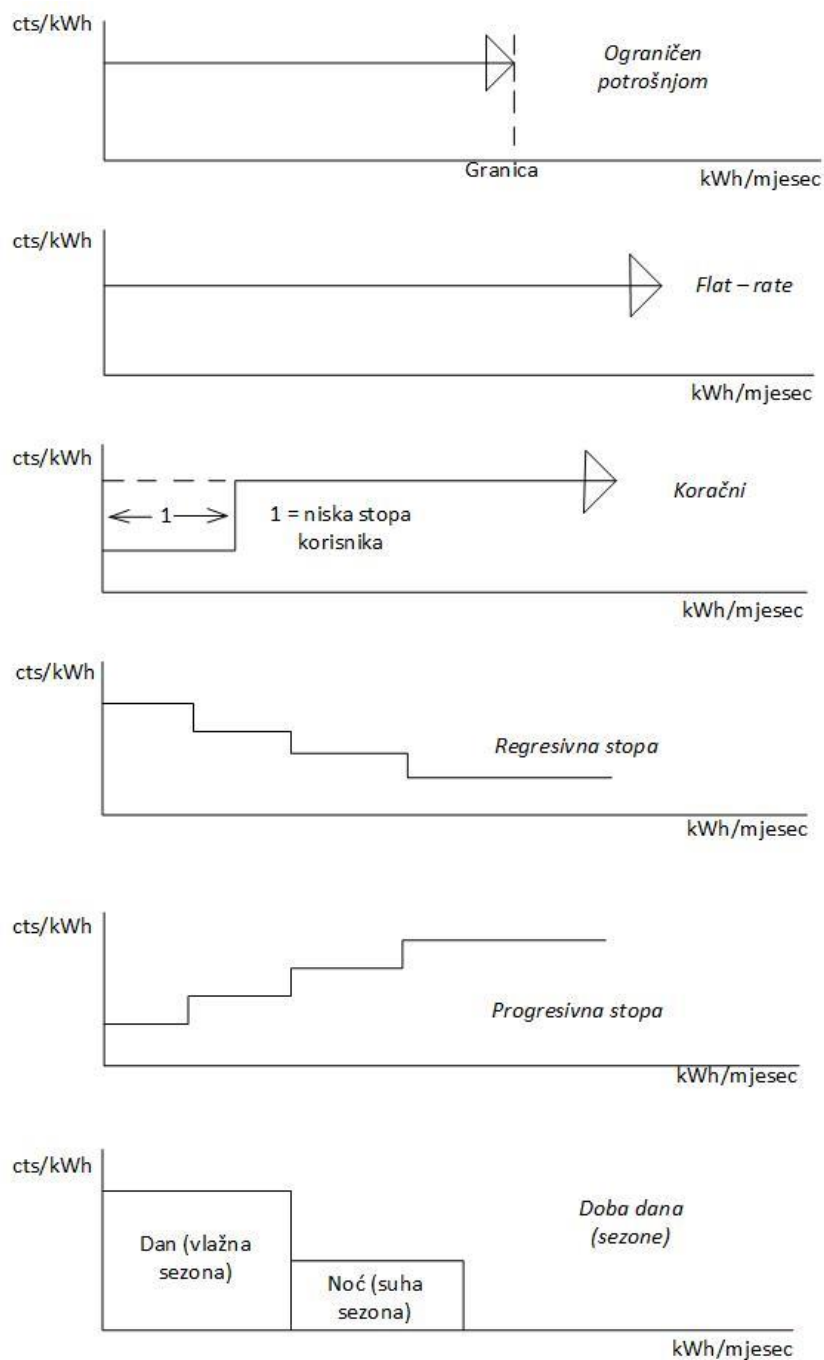 cts/kWh
Ograničen
potrošnjom
Granica
kWh/mjesec
cts/kWh
Flat – rate
kWh/mjesec
cts/kWh
Koračni
1
1 = niska stopa
korisnika
kWh/mjesec
cts/kWh
Regresivna stopa
kWh/mjesec
cts/kWh
Progresivna stopa
kWh/mjesec
cts/kWh
Doba dana
(sezone)
Dan (vlažna
sezona)
Noć (suha
sezona)
kWh/mjesec